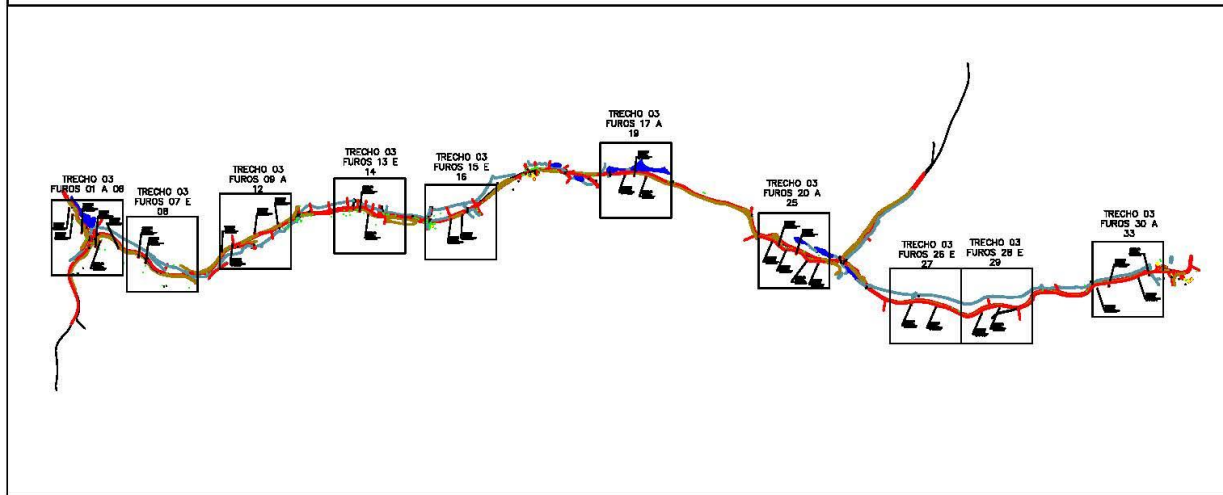 TRECHO 03
FUROS 01 A 06
TRECHO 03
FUROS 07 E
08
TRECHO 03
FUROS 09 A
12
TRECHO 03
FUROS 13 E
14
TRECHO 03
FUROS 15 E
16
TRECHO 03
FUROS 17 A
19
TRECHO 03
FUROS 20 A
25
TRECHO 03
FUROS 26 E
27
TRECHO 03
FUROS 28 E
29
TRECHO 03
FUROS 30 A
33